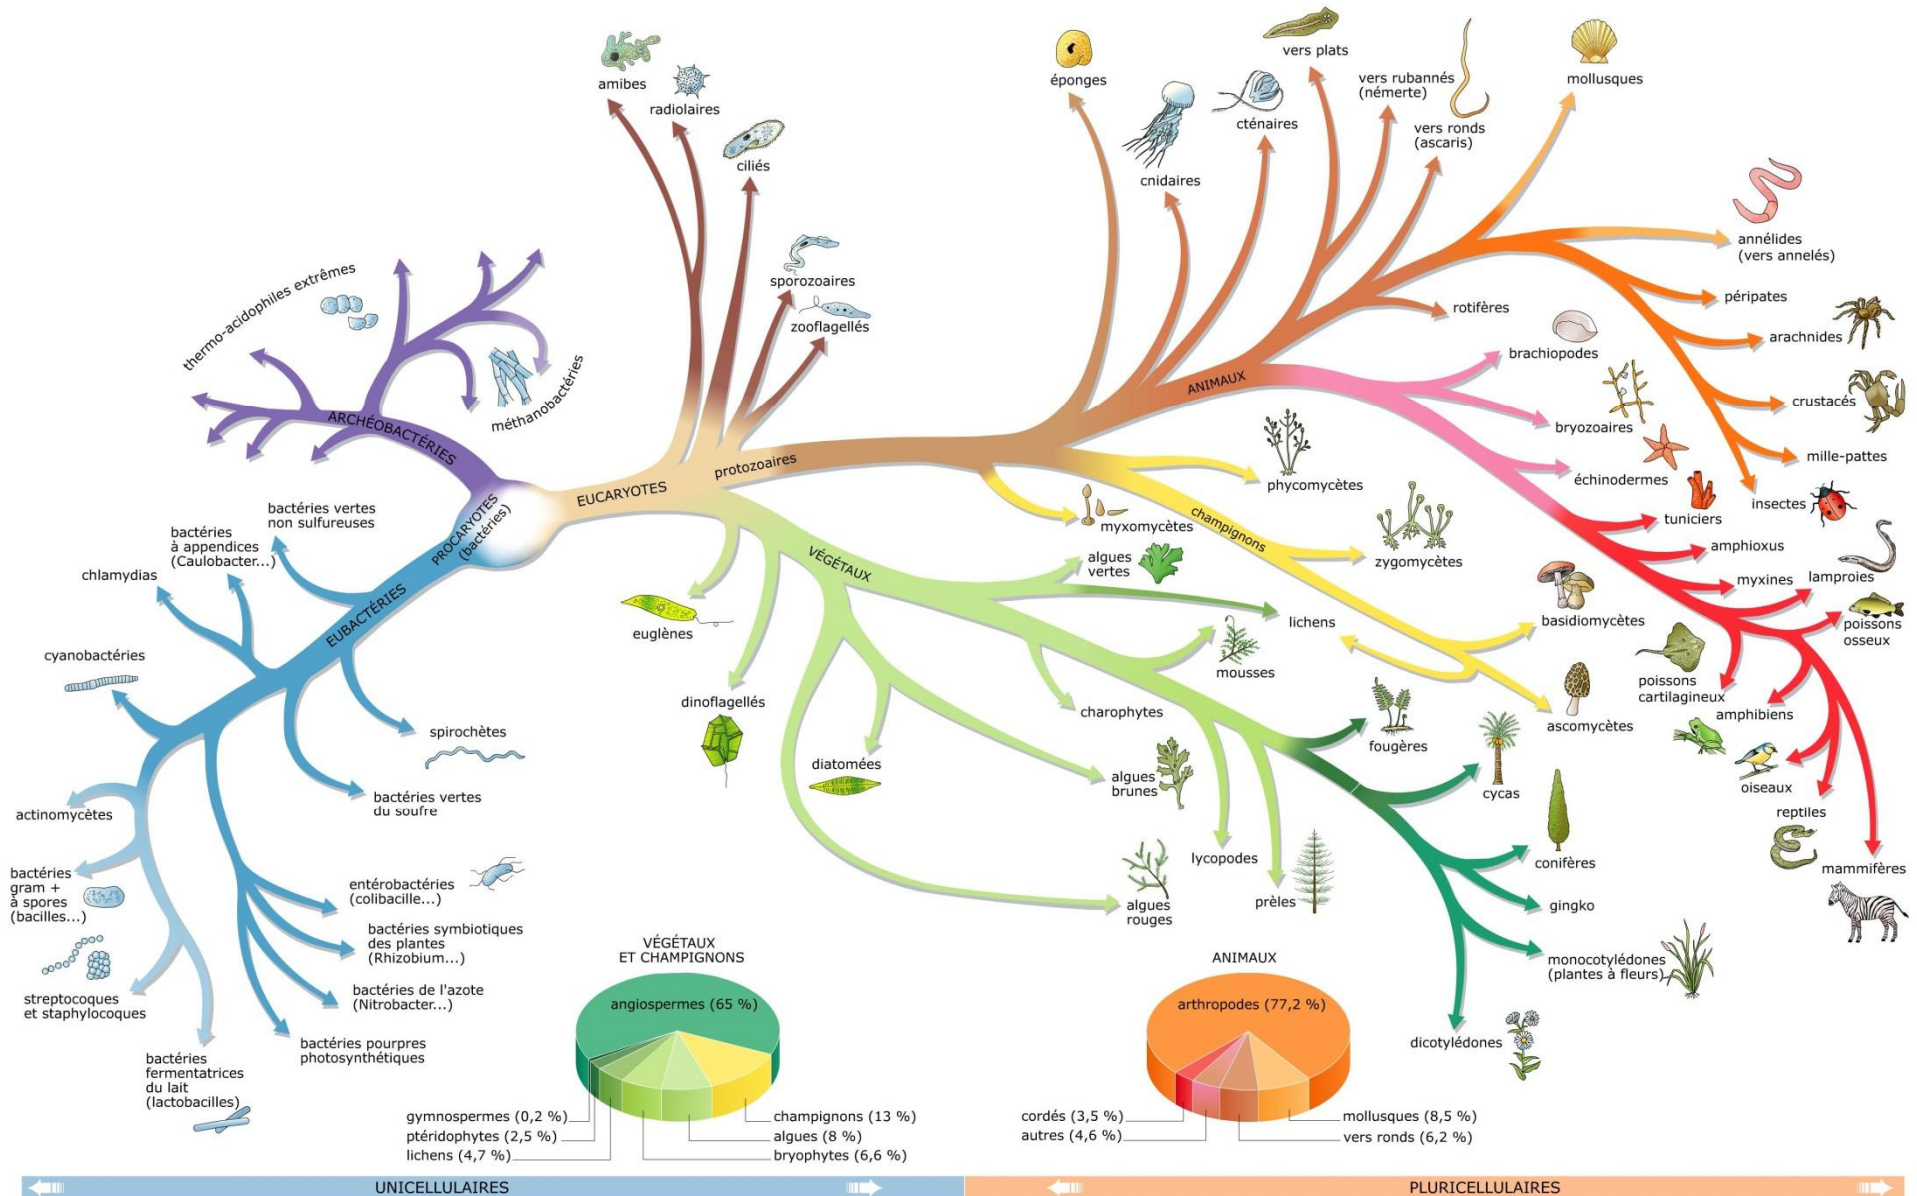 amibes
radiolaires
ciliés
sporozoaires
zooflagellés
éponges
cnidaires
cténaires
vers plats
vers rubannés
(némerte)
vers ronds
(ascaris)
mollusques
annélides
(vers annelés)
péripates
arachnides
crustacés
mille-pattes
insectes
rotifères
brachiopodes
bryozoaires
échinodermes
tuniciers
amphioxus
myxines
lamproies
poissons
osseux
poissons
cartilagineux
amphibiens
oiseaux
reptiles
mammifères
ANIMAUX
thermo-acidophiles extrêmes
méthanobactéries
ARCHÉOBACTÉRIES
PROCARYOTES
(bactéries)
EUCARYOTES
protozoaires
EUBACTÉRIES
bactéries vertes
non sulfureuses
bactéries
à appendices
(Caulobacter...)
chlamydias
cyanobactéries
spirochètes
bactéries vertes
du soufre
actinomycètes
bactéries
gram +
à spores
(bacilles...)
streptocoques
et staphylocoques
bactéries
fermentatrices
du lait
(lactobacilles)
entérobactéries
(colibacille...)
bactéries symbiotiques
des plantes
(Rhizobium...)
bactéries de l'azote
(Nitrobacter...)
bactéries pourpres
photosynthétiques
phycomycètes
myxomycètes
champignons
zygomycètes
basidiomycètes
ascomycètes
lichens
VÉGÉTAUX
algues
vertes
euglènes
dinoflagellés
diatomées
mousses
charophytes
algues
brunes
algues
rouges
lycopodes
prèles
fougères
cycas
conifères
gingko
monocotylédones
(plantes à fleurs)
dicotylédones
VÉGÉTAUX
ET CHAMPIGNONS
angiospermes (65 %)
gymnospermes (0,2 %)
ptéridophytes (2,5 %)
lichens (4,7 %)
champignons (13 %)
algues (8 %)
bryophytes (6,6 %)
ANIMAUX
arthropodes (77,2 %)
cordés (3,5 %)
autres (4,6 %)
mollusques (8,5 %)
vers ronds (6,2 %)
UNICELLULAIRES
PLURICELLULAIRES